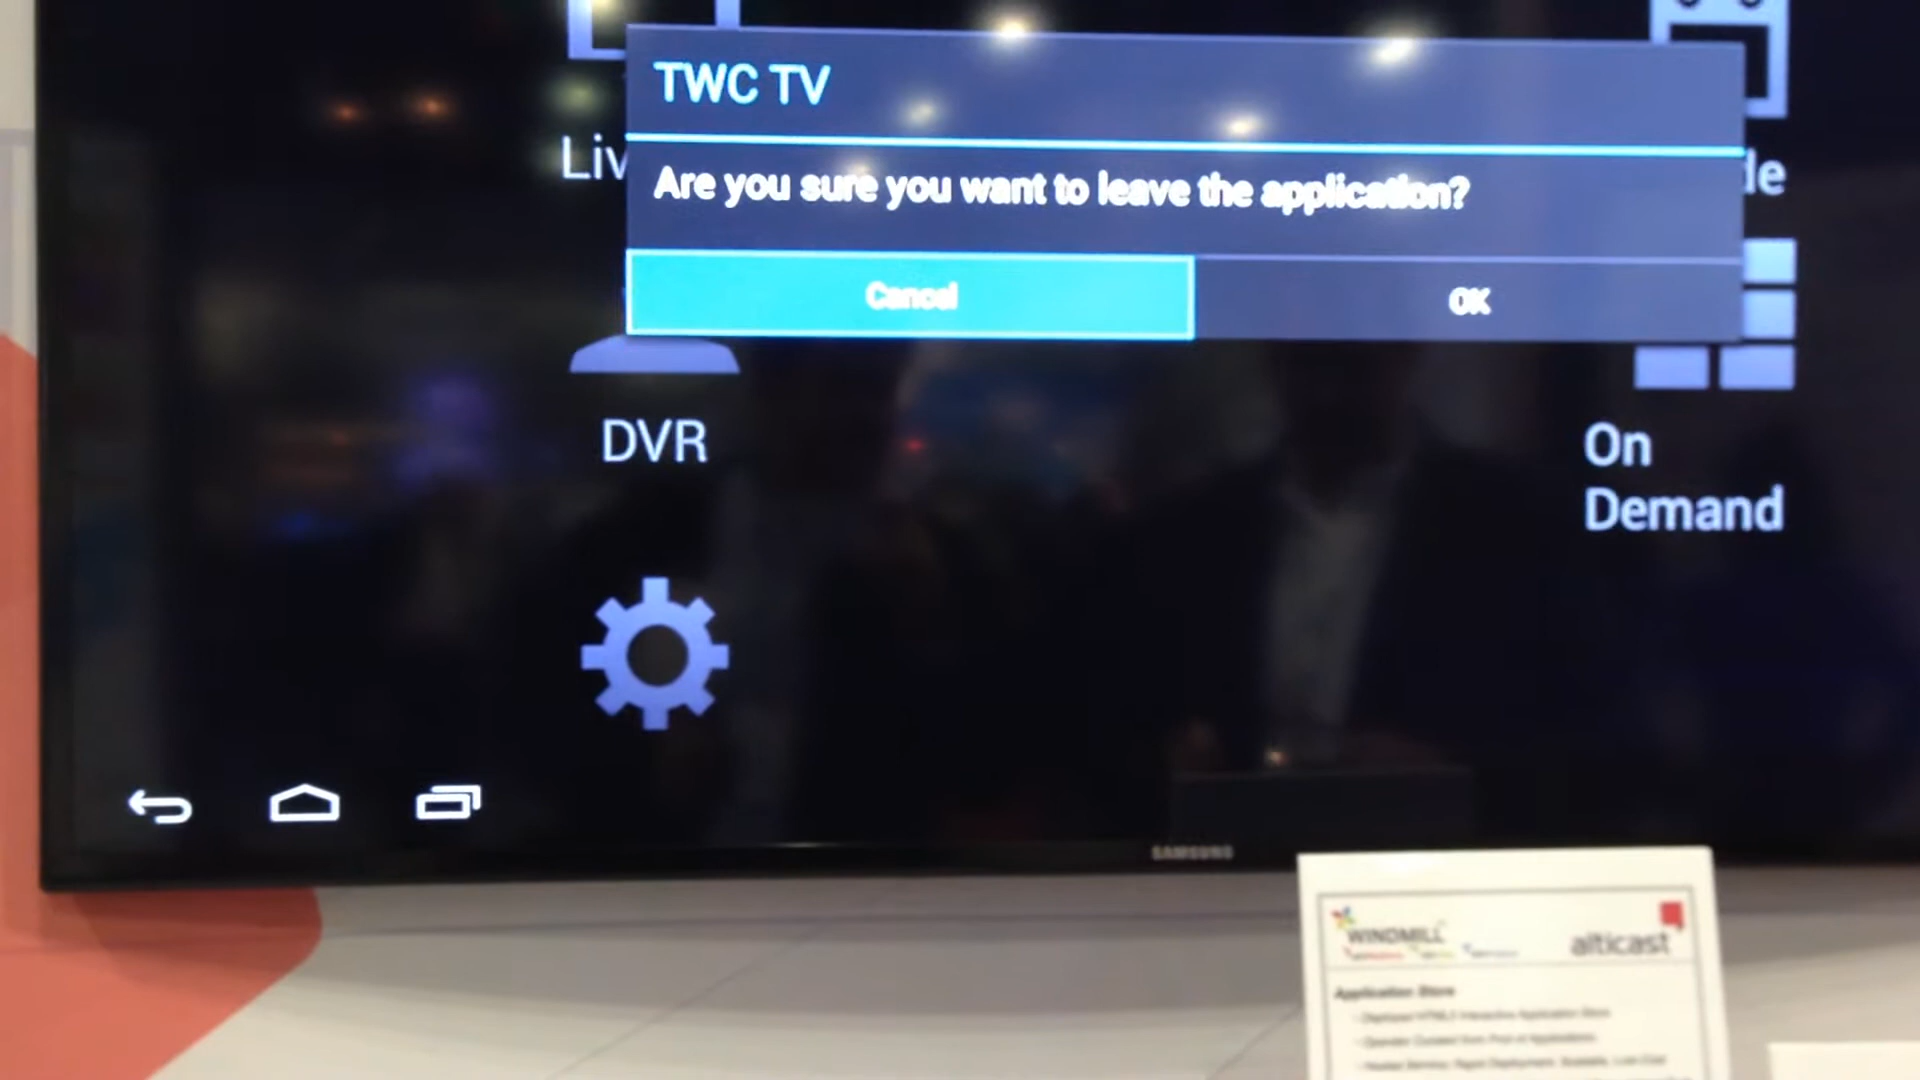 TWC TV
Are you sure you want to leave the application?
Cancel
OK
Liv
de
DVR
On
Demand
SAMSUNG
WINDMILL
alticast
Application Store